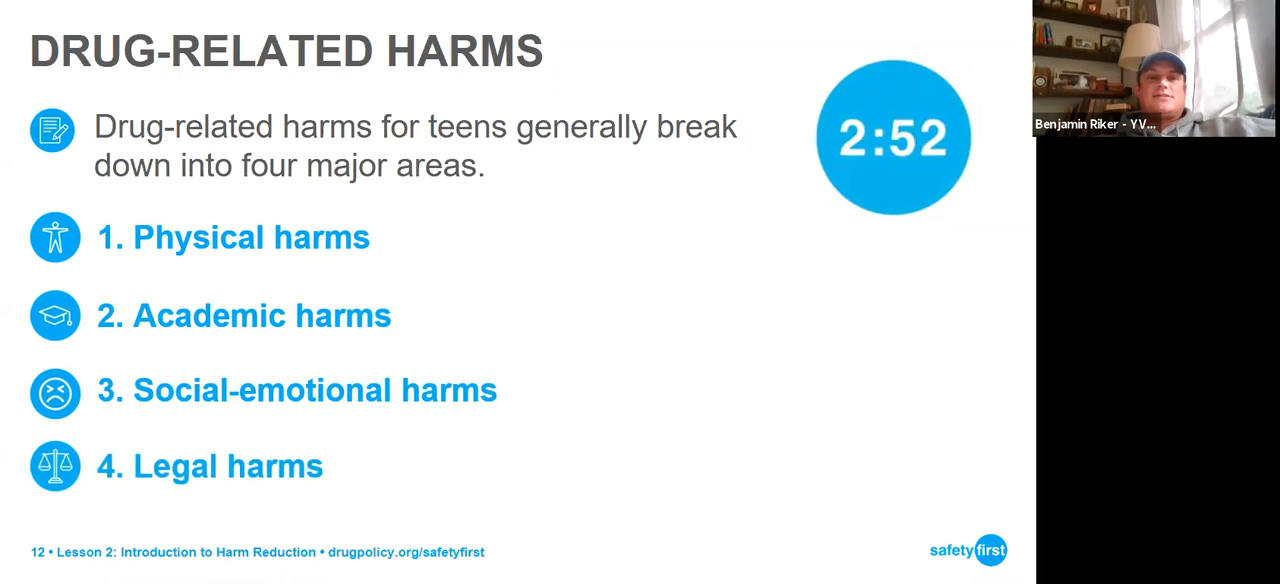 DRUG-RELATED HARMS
Drug-related harms for teens generally break
down into four major areas.
2:52
1. Physical harms
2. Academic harms
3. Social-emotional harms
4. Legal harms
12 • Lesson 2: Introduction to Harm Reduction • drugpolicy.org/safetyfirst
safetyfirst
Benjamin Riker - YV...